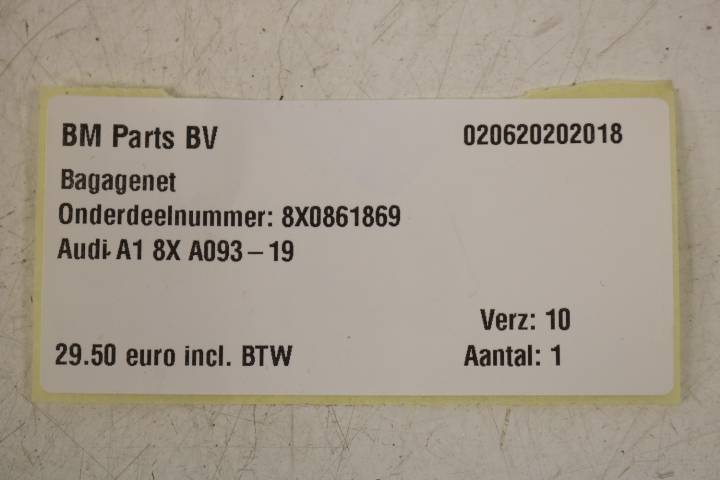 BM Parts BV 020620202018
Bagagenet
Onderdeelnummer: 8X0861869
Audi A1 8X A093-19
Verz: 10
29.50 euro incl. BTW Aantal: 1